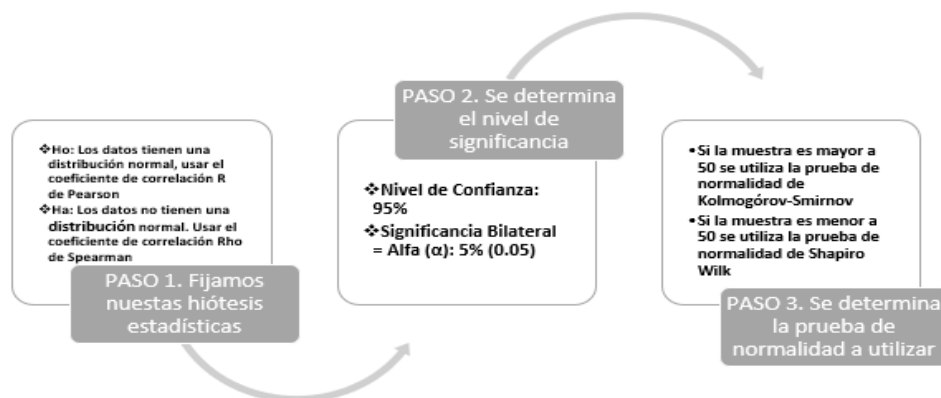 ❖Ho: Los datos tienen una
distribución normal, usar el
coeficiente de correlación R
de Pearson
❖Ha: Los datos no tienen una
distribución normal. Usar el
coeficiente de correlación Rho
de Spearman
PASO 1. Fijamos
nuestas hiótesis
estadísticas
PASO 2. Se determina
el nivel de
significancia
❖Nivel de Confianza:
95%
❖Significancia Bilateral
= Alfa (α): 5% (0.05)
•Si la muestra es mayor a
50 se utiliza la prueba de
normalidad de
Kolmogórov-Smirnov
•Si la muestra es menor a
50 se utiliza la prueba de
normalidad de Shapiro
Wilk
PASO 3. Se determina
la prueba de
normalidad a utilizar